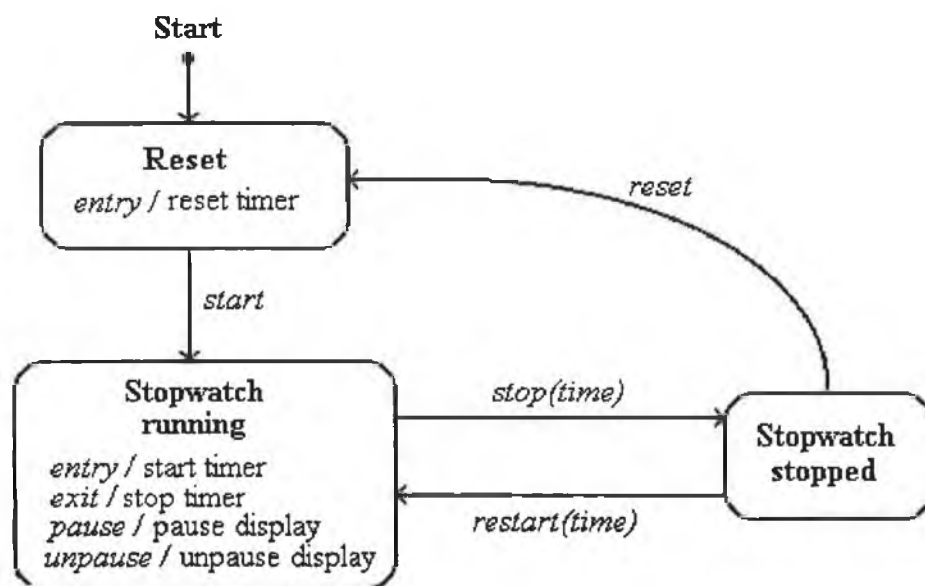 Start
Reset
entry / reset timer
reset
start
Stopwatch
running
entry / start timer
exit / stop timer
pause / pause display
unpause / unpause display
stop(time)
restart(time)
Stopwatch
stopped